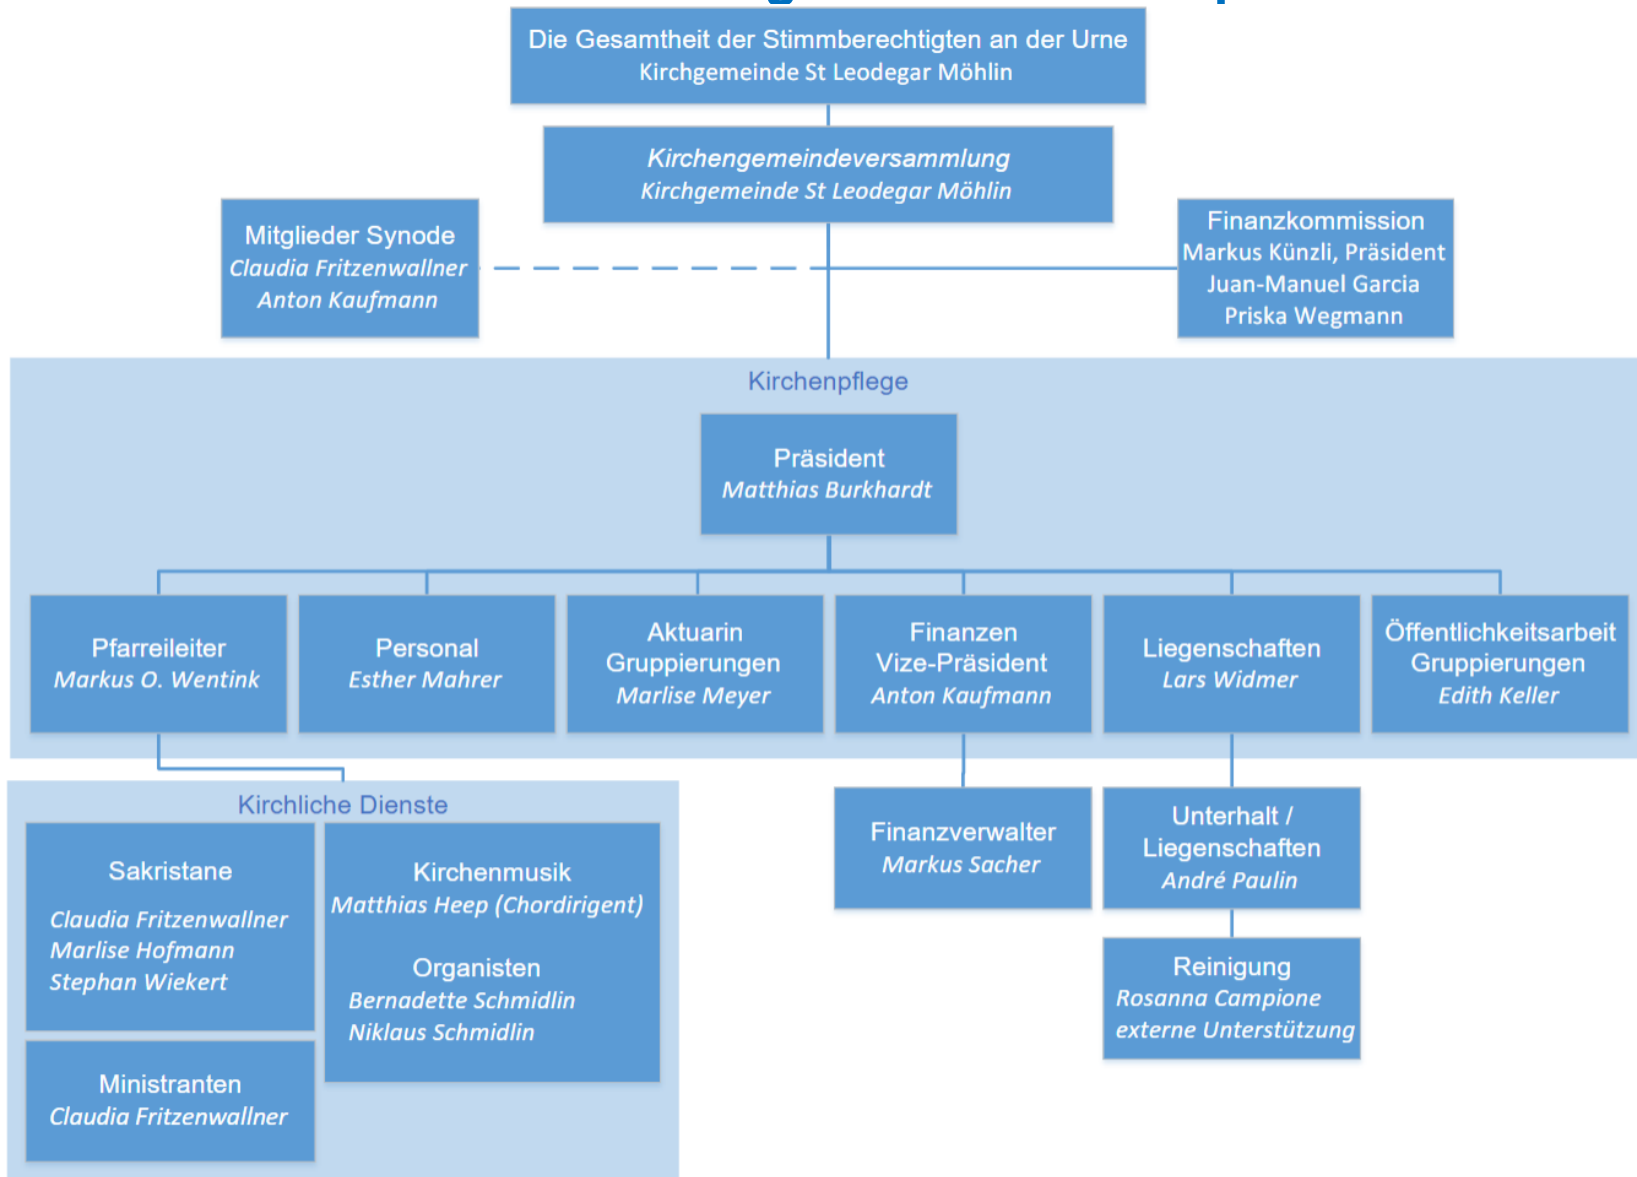 Die Gesamtheit der Stimmberechtigten an der Urne
Kirchgemeinde St Leodegar Möhlin
Kirchengemeindeversammlung
Kirchgemeinde St Leodegar Möhlin
Mitglieder Synode
Claudia Fritzenwallner
Anton Kaufmann
Finanzkommission
Markus Künzli, Präsident
Juan-Manuel Garcia
Priska Wegmann
Kirchenpflege
Präsident
Matthias Burkhardt
Pfarreileiter
Markus O. Wentink
Personal
Esther Mahrer
Aktuarin
Gruppierungen
Marlise Meyer
Finanzen
Vize-Präsident
Anton Kaufmann
Liegenschaften
Lars Widmer
Öffentlichkeitsarbeit
Gruppierungen
Edith Keller
Kirchliche Dienste
Sakristane
Claudia Fritzenwallner
Marlise Hofmann
Stephan Wiekert
Kirchenmusik
Matthias Heep (Chordirigent)
Organisten
Bernadette Schmidlin
Niklaus Schmidlin
Ministranten
Claudia Fritzenwallner
Finanzverwalter
Markus Sacher
Unterhalt /
Liegenschaften
André Paulin
Reinigung
Rosanna Campione
externe Unterstützung